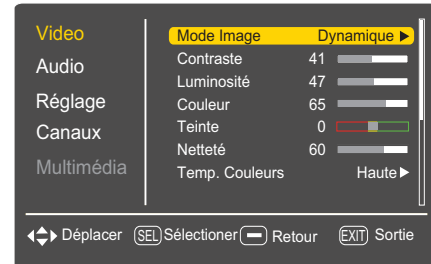 Video
Audio
Réglage
Canaux
Multimédia
Mode Image Dynamique
Contraste 41
Luminosité 47
Couleur 65
Teinte 0
Netteté 60
Temp. Couleurs Haute
Déplacer SEL Sélectioner Retour EXIT Sortie